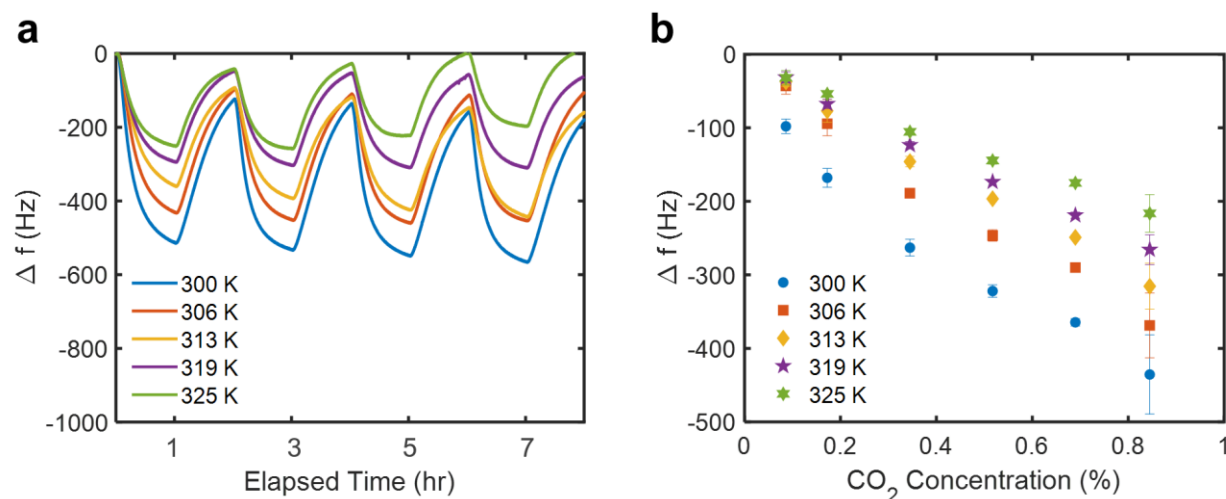 a
0
-200
-400
-600
-800
-1000
Δ f (Hz)
300 K
306 K
313 K
319 K
325 K
1
3
5
7
Elapsed Time (hr)
b
0
-100
-200
-300
-400
-500
Δ f (Hz)
300 K
306 K
313 K
319 K
325 K
0
0.2
0.4
0.6
0.8
1
CO₂ Concentration (%)